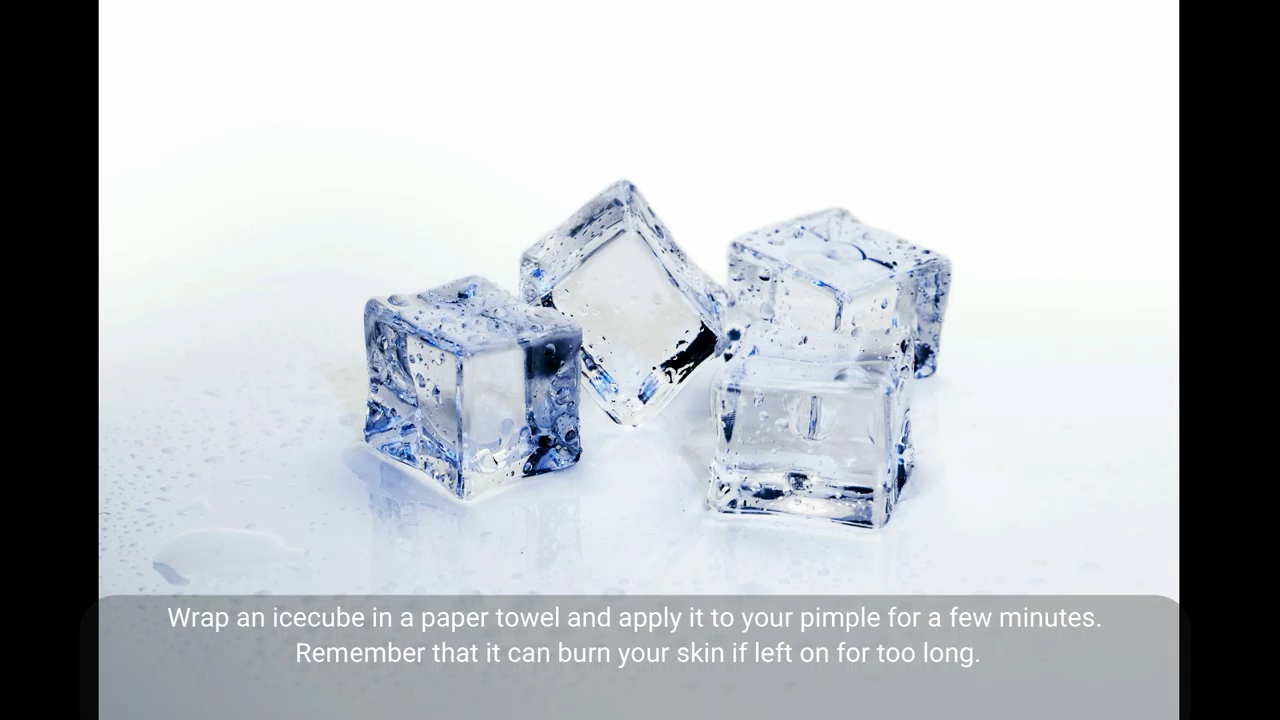 Wrap an icecube in a paper towel and apply it to your pimple for a few minutes.
Remember that it can burn your skin if left on for too long.